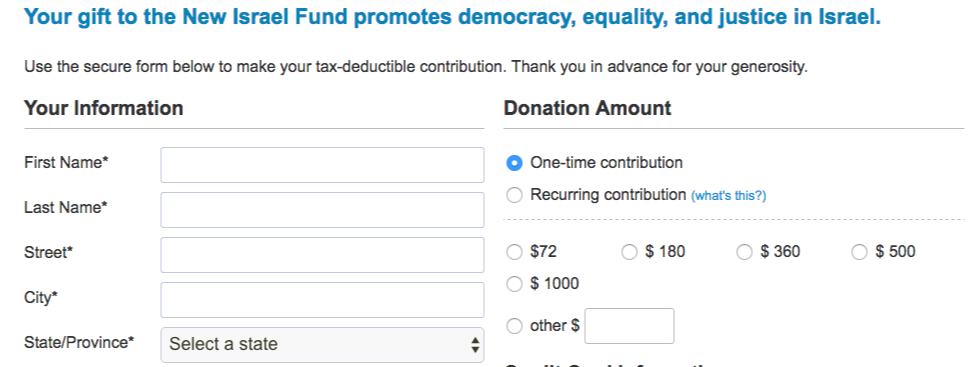 Your gift to the New Israel Fund promotes democracy, equality, and justice in Israel.
Use the secure form below to make your tax-deductible contribution. Thank you in advance for your generosity.
Your Information
First Name*
Last Name*
Street*
City*
State/Province*
Select a state
Donation Amount
One-time contribution
Recurring contribution (what's this?)
$72 $ 180 $ 360 $ 500
$ 1000
other $